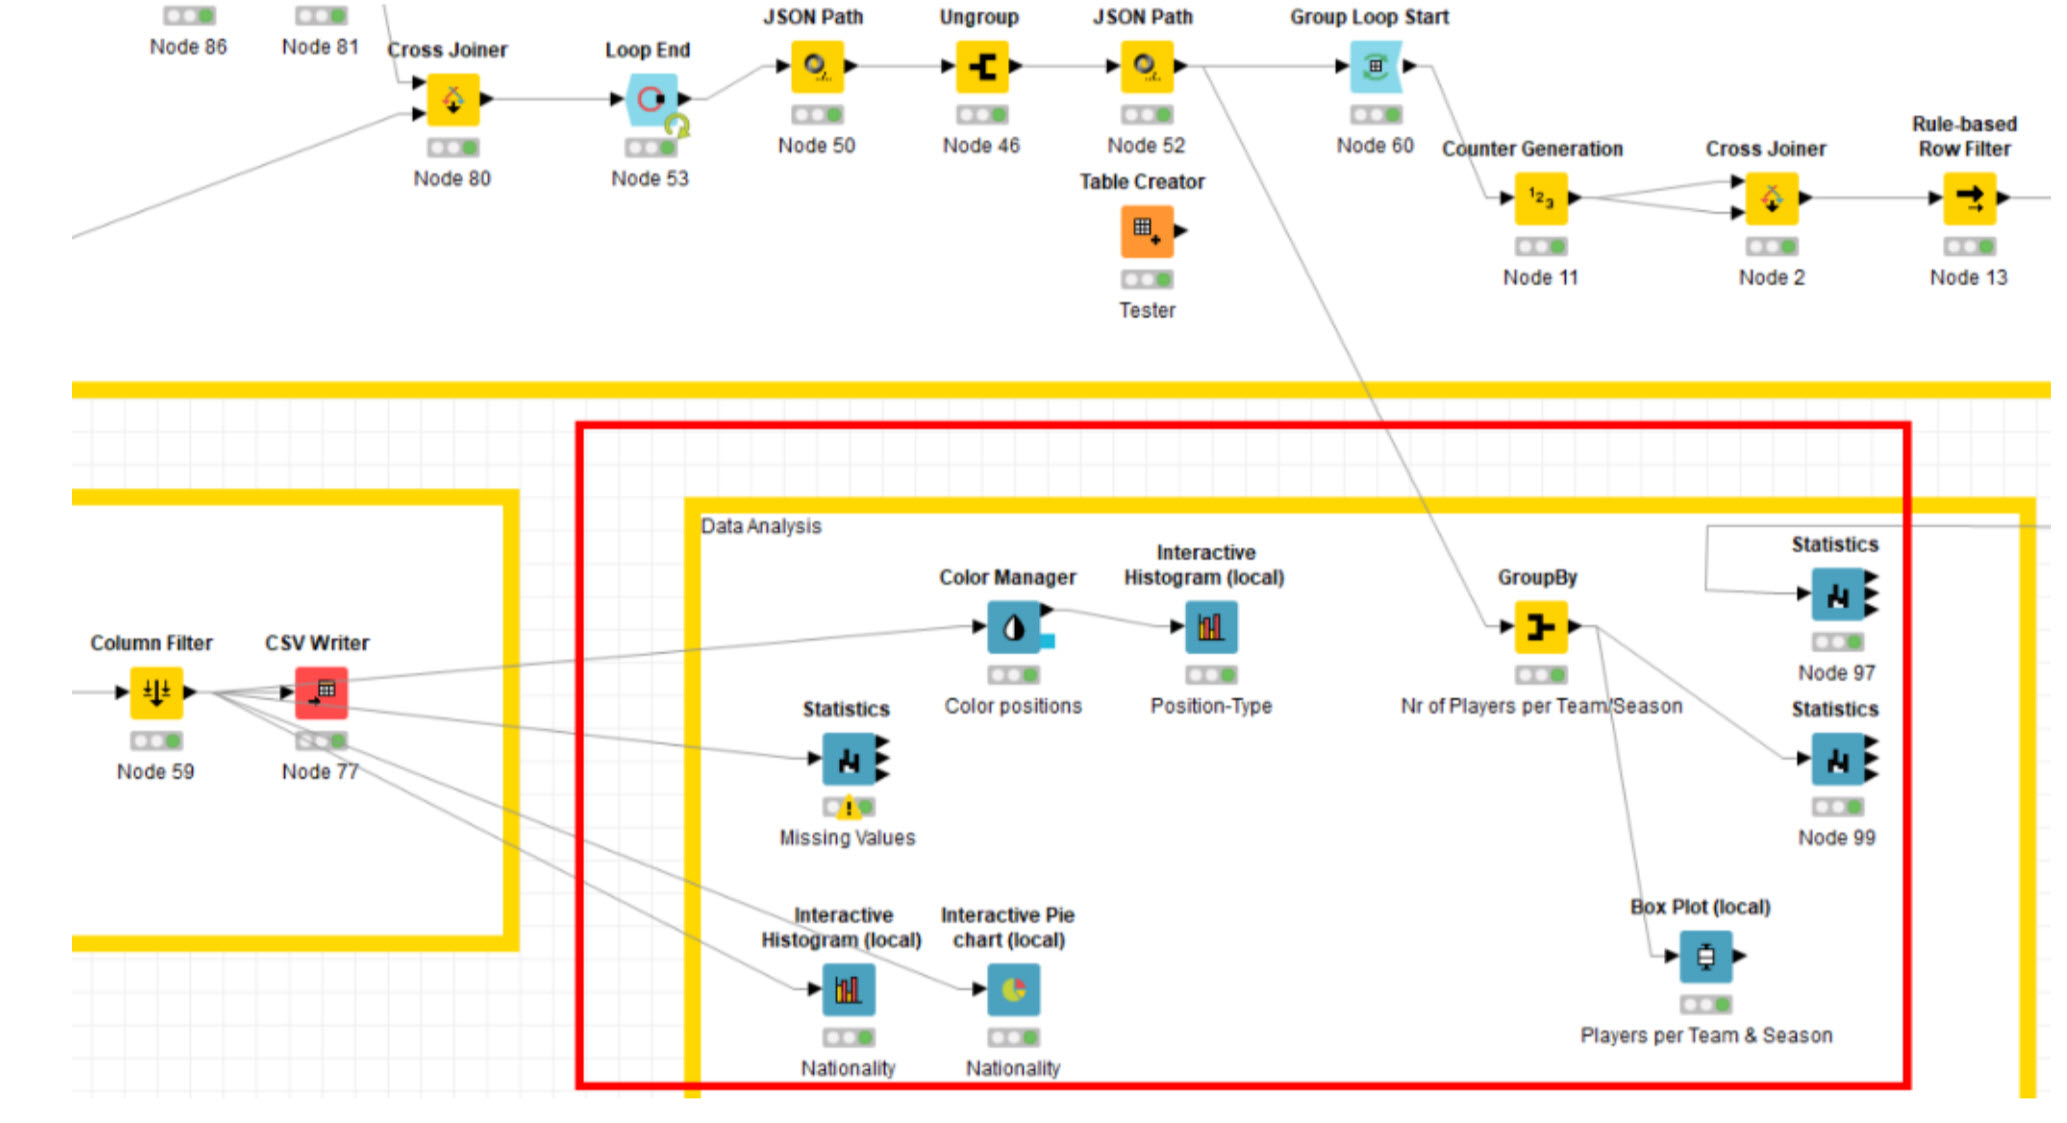 Node 86
Node 81
Cross Joiner
Node 80
Loop End
Node 53
JSON Path
Node 50
Ungroup
Node 46
JSON Path
Node 52
Table Creator
Tester
Group Loop Start
Node 60
Counter Generation
1 2 3
Node 11
Cross Joiner
Node 2
Rule-based
Row Filter
Node 13
Column Filter
Node 59
CSV Writer
Node 77
Data Analysis
Color Manager
Color positions
Interactive
Histogram (local)
Position-Type
Statistics
Missing Values
Interactive
Histogram (local)
Nationality
Interactive Pie
chart (local)
Nationality
GroupBy
Nr of Players per Team/Season
Statistics
Node 97
Statistics
Node 99
Box Plot (local)
Players per Team & Season